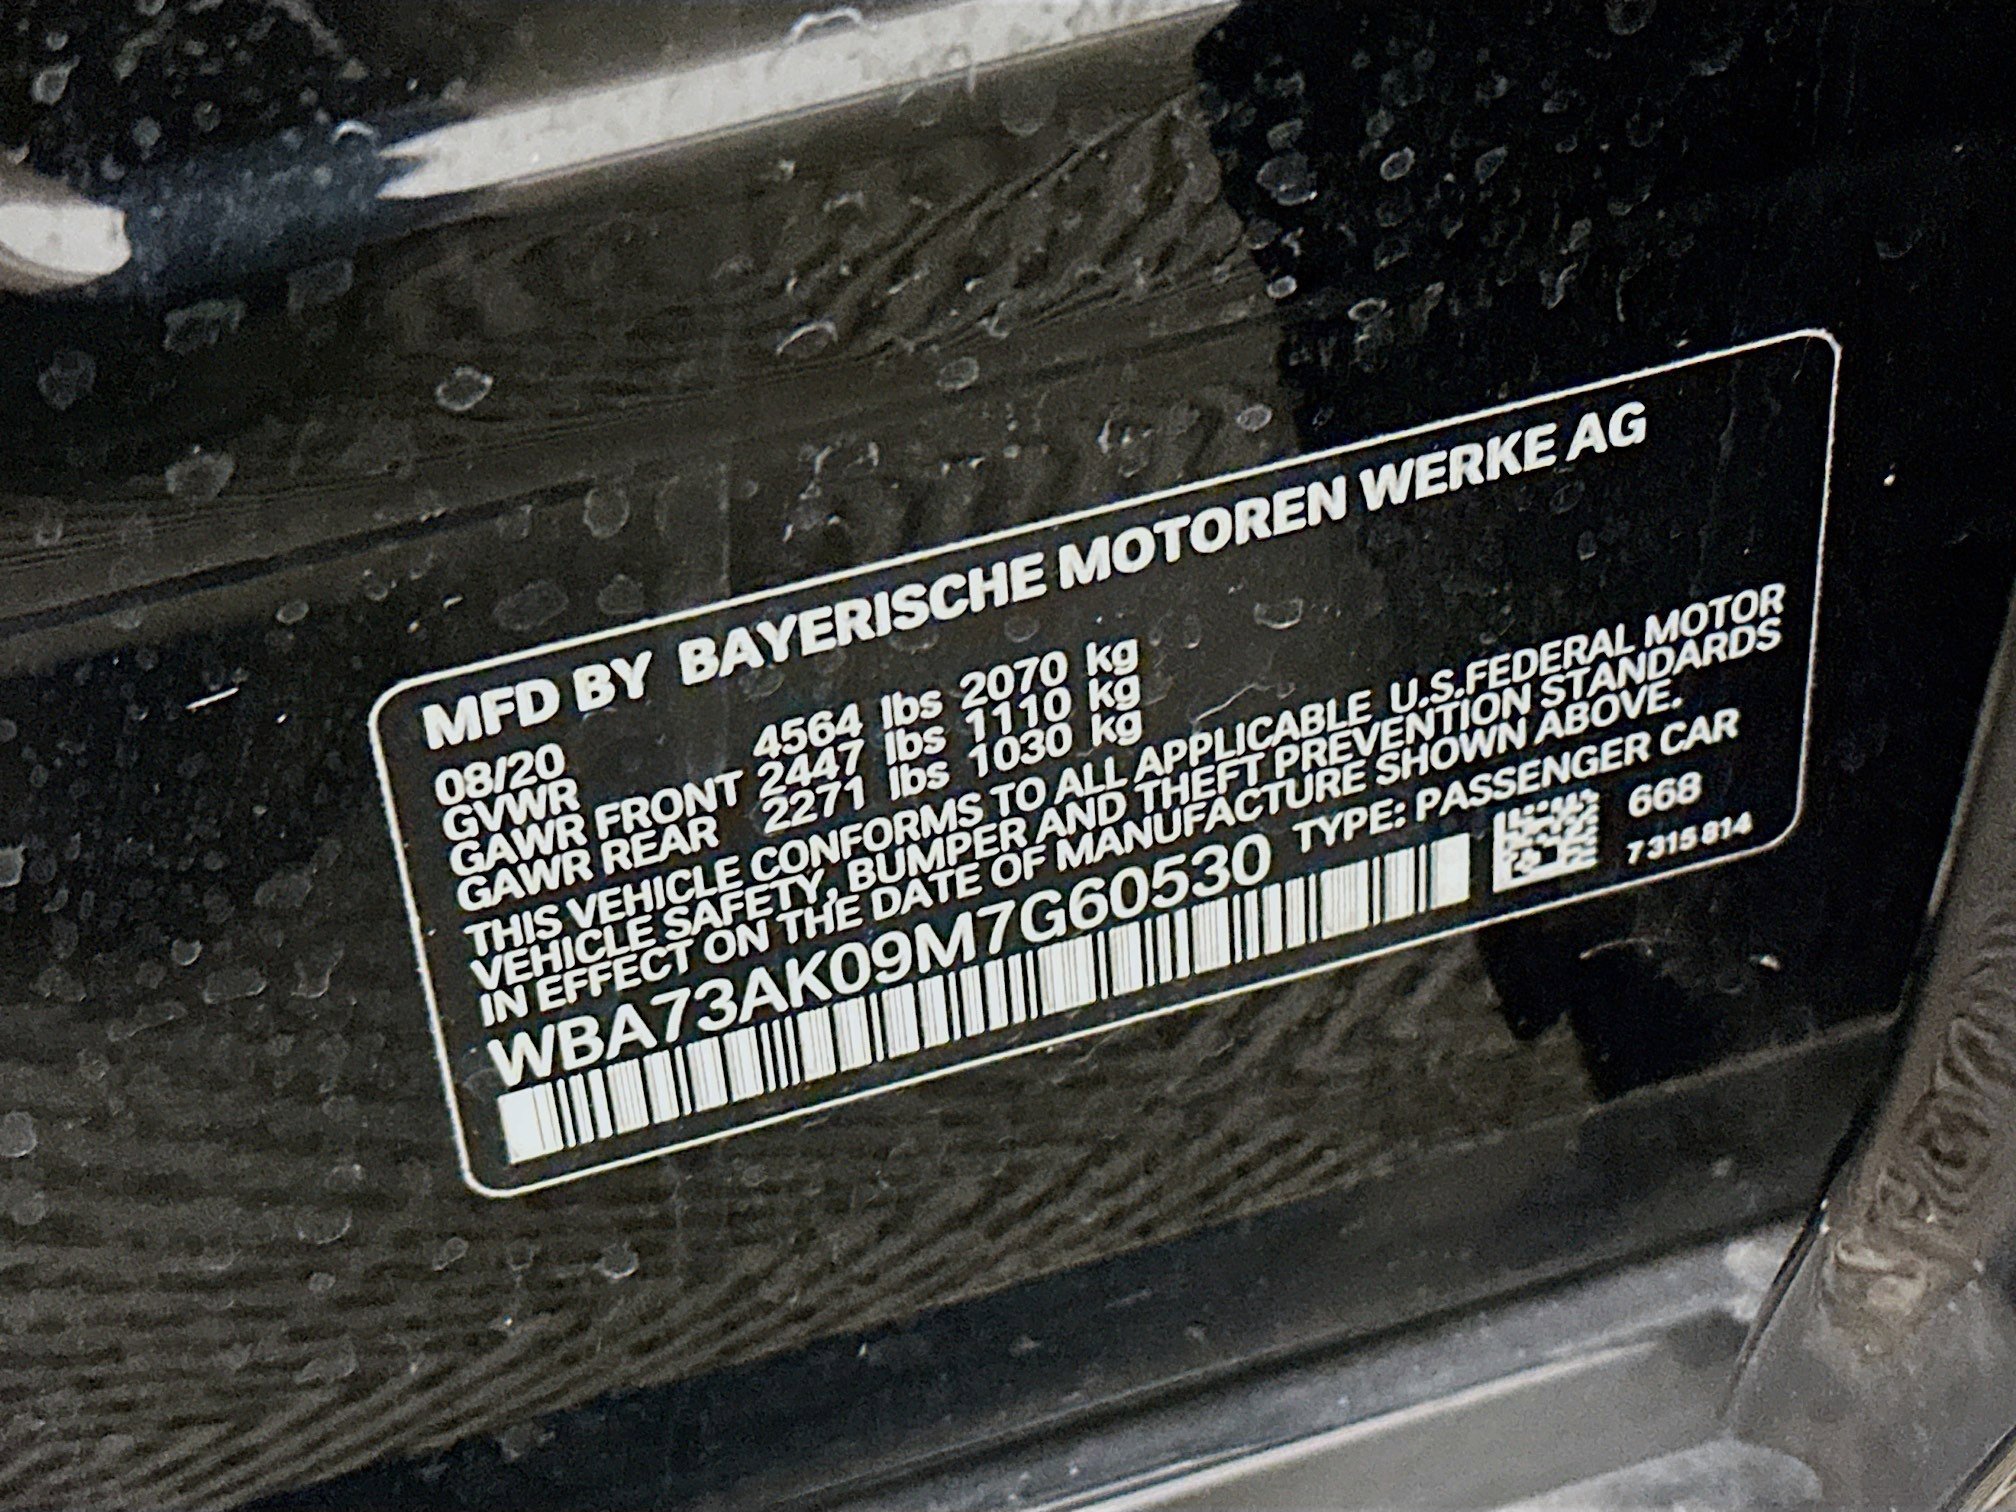 MFD BY BAYERISCHE MOTOREN WERKE AG
08/20
GVWR 4564 lbs 2070 kg
GAWR FRONT 2447 lbs 1110 kg
GAWR REAR 2271 lbs 1030 kg
THIS VEHICLE CONFORMS TO ALL APPLICABLE U.S.FEDERAL MOTOR
VEHICLE SAFETY, BUMPER AND THEFT PREVENTION STANDARDS
IN EFFECT ON THE DATE OF MANUFACTURE SHOWN ABOVE.
WBA73AK09M7G60530 TYPE: PASSENGER CAR
668
7 315 814